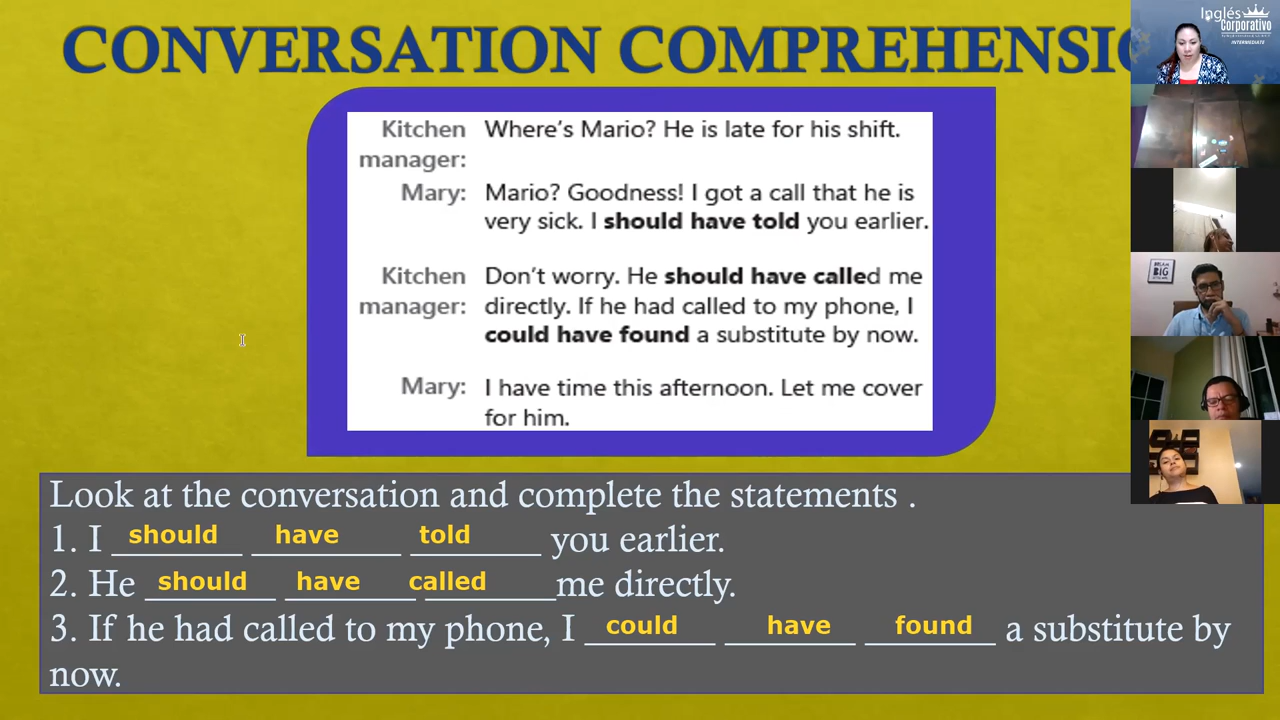 CONVERSATION COMPREHENSIO
Inglés
Corporativo
INTERMEDIATE
Kitchen Where's Mario? He is late for his shift.
manager:
Mary: Mario? Goodness! I got a call that he is
very sick. I should have told you earlier.
Kitchen Don't worry. He should have called me
manager: directly. If he had called to my phone, I
could have found a substitute by now.
Mary: I have time this afternoon. Let me cover
for him.
DREAM
BIG
Look at the conversation and complete the statements .
1. I should have told you earlier.
2. He should have called me directly.
3. If he had called to my phone, I could have found a substitute by
now.